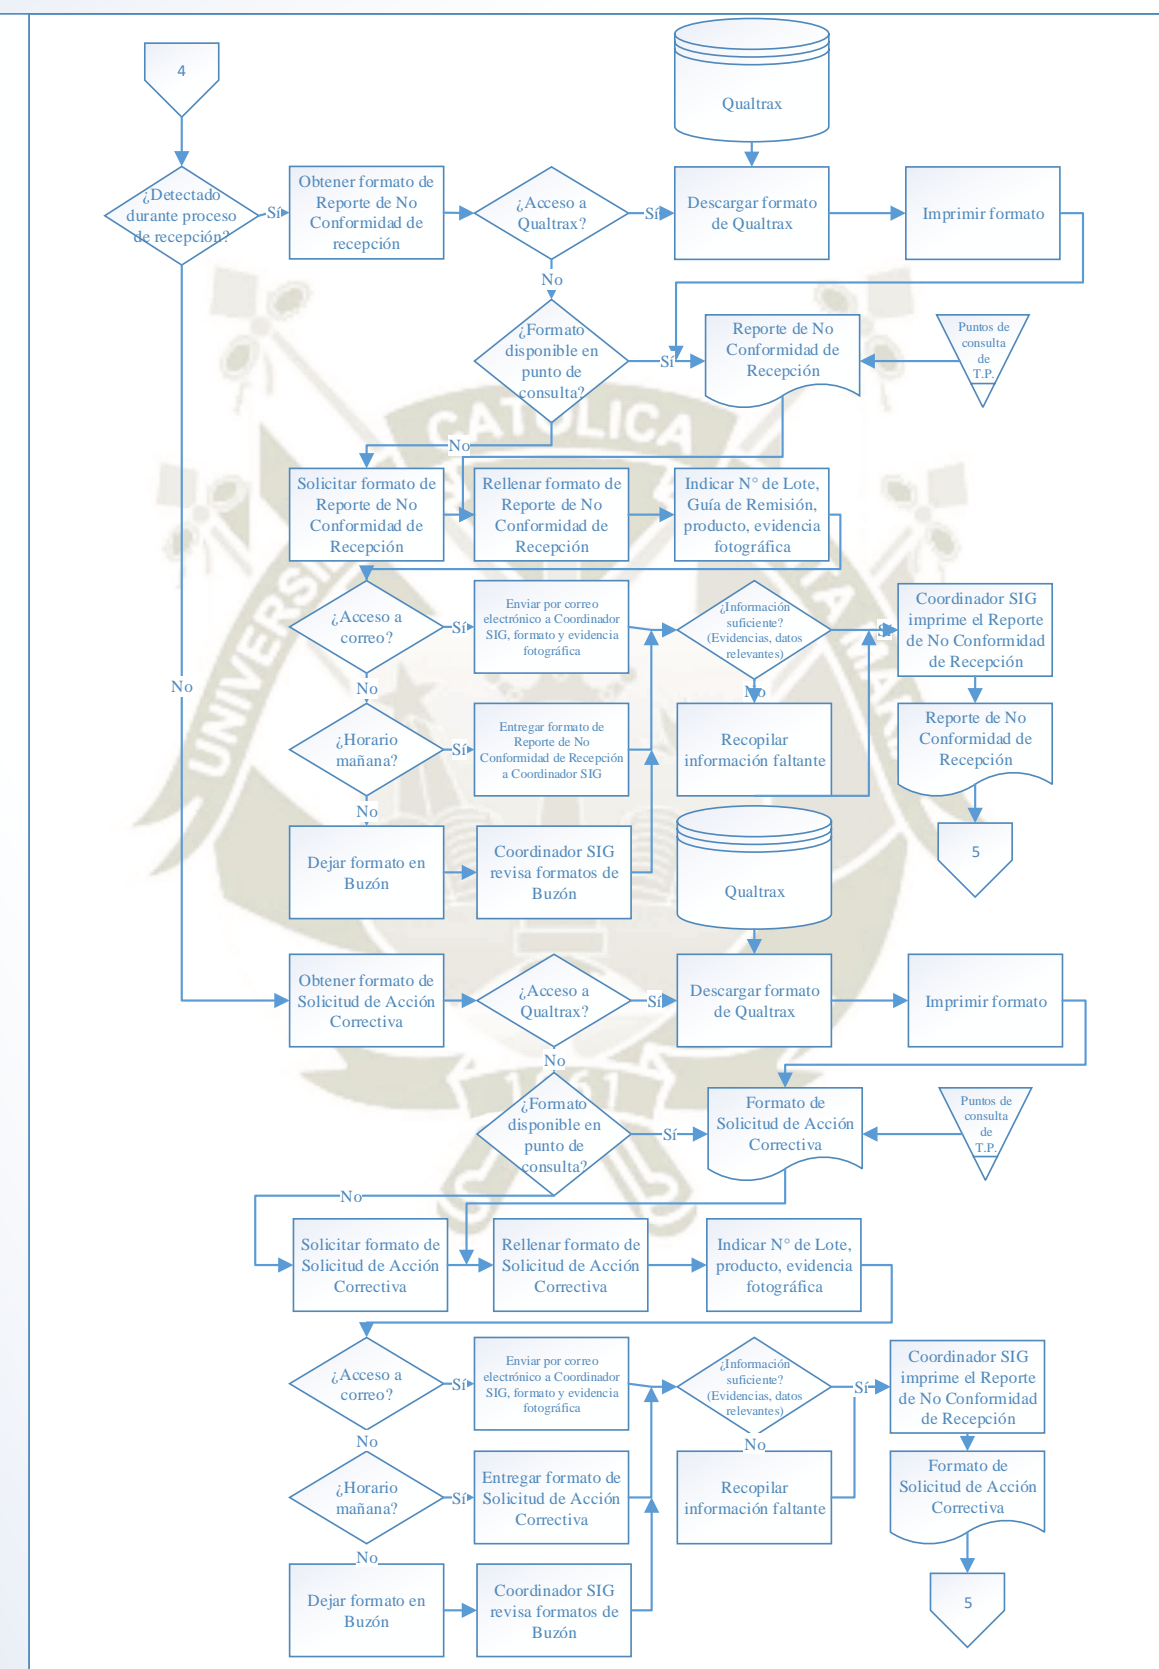 4
Qualtrax
¿Detectado
durante proceso
de recepción?
Sí
Obtener formato de
Reporte de No
Conformidad de
recepción
¿Acceso a
Qualtrax?
Sí
Descargar formato
de Qualtrax
Imprimir formato
No
¿Formato
disponible en
punto de
consulta?
Sí
Reporte de No
Conformidad de
Recepción
Puntos de
consulta
de
T.P.
No
Solicitar formato de
Reporte de No
Conformidad de
Recepción
Rellenar formato de
Reporte de No
Conformidad de
Recepción
Indicar N° de Lote,
Guía de Remisión,
producto, evidencia
fotográfica
¿Acceso a
correo?
Sí
Enviar por correo
electrónico a Coordinador
SIG, formato y evidencia
fotográfica
¿Información
suficiente?
(Evidencias, datos
relevantes)
Sí
Coordinador SIG
imprime el Reporte
de No Conformidad
de Recepción
No
No
No
¿Horario
mañana?
Sí
Entregar formato de
Reporte de No
Conformidad de Recepción
a Coordinador SIG
Recopilar
información faltante
Reporte de No
Conformidad de
Recepción
No
Dejar formato en
Buzón
Coordinador SIG
revisa formatos de
Buzón
Qualtrax
5
Obtener formato de
Solicitud de Acción
Correctiva
¿Acceso a
Qualtrax?
Sí
Descargar formato
de Qualtrax
Imprimir formato
No
¿Formato
disponible en
punto de
consulta?
Sí
Formato de
Solicitud de Acción
Correctiva
Puntos de
consulta
de
T.P.
No
Solicitar formato de
Solicitud de Acción
Correctiva
Rellenar formato de
Solicitud de Acción
Correctiva
Indicar N° de Lote,
producto, evidencia
fotográfica
¿Acceso a
correo?
Sí
Enviar por correo
electrónico a Coordinador
SIG, formato y evidencia
fotográfica
¿Información
suficiente?
(Evidencias, datos
relevantes)
Sí
Coordinador SIG
imprime el Reporte
de No Conformidad
de Recepción
No
No
¿Horario
mañana?
Sí
Entregar formato de
Solicitud de Acción
Correctiva
Recopilar
información faltante
Formato de
Solicitud de Acción
Correctiva
No
Dejar formato en
Buzón
Coordinador SIG
revisa formatos de
Buzón
5
CATÓLICA
1961